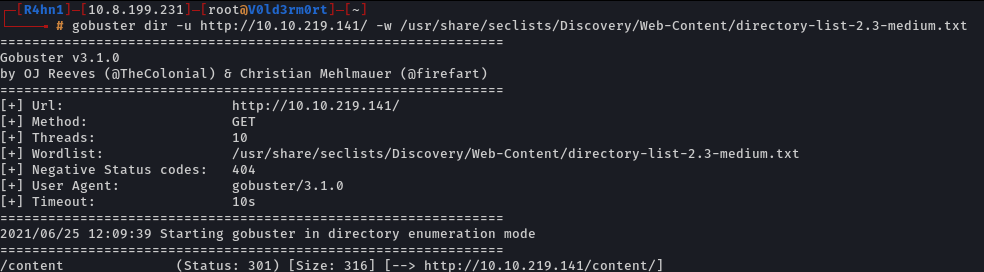 [R4hn1]-[10.8.199.231]-[root@V0ld3rm0rt]-[~]
# gobuster dir -u http://10.10.219.141/ -w /usr/share/seclists/Discovery/Web-Content/directory-list-2.3-medium.txt
===============================================================
Gobuster v3.1.0
by OJ Reeves (@TheColonial) & Christian Mehlmauer (@firefart)
===============================================================
[+] Url:                     http://10.10.219.141/
[+] Method:                  GET
[+] Threads:                 10
[+] Wordlist:                /usr/share/seclists/Discovery/Web-Content/directory-list-2.3-medium.txt
[+] Negative Status codes:   404
[+] User Agent:              gobuster/3.1.0
[+] Timeout:                 10s
===============================================================
2021/06/25 12:09:39 Starting gobuster in directory enumeration mode
===============================================================
/content              (Status: 301) [Size: 316] [--> http://10.10.219.141/content/]